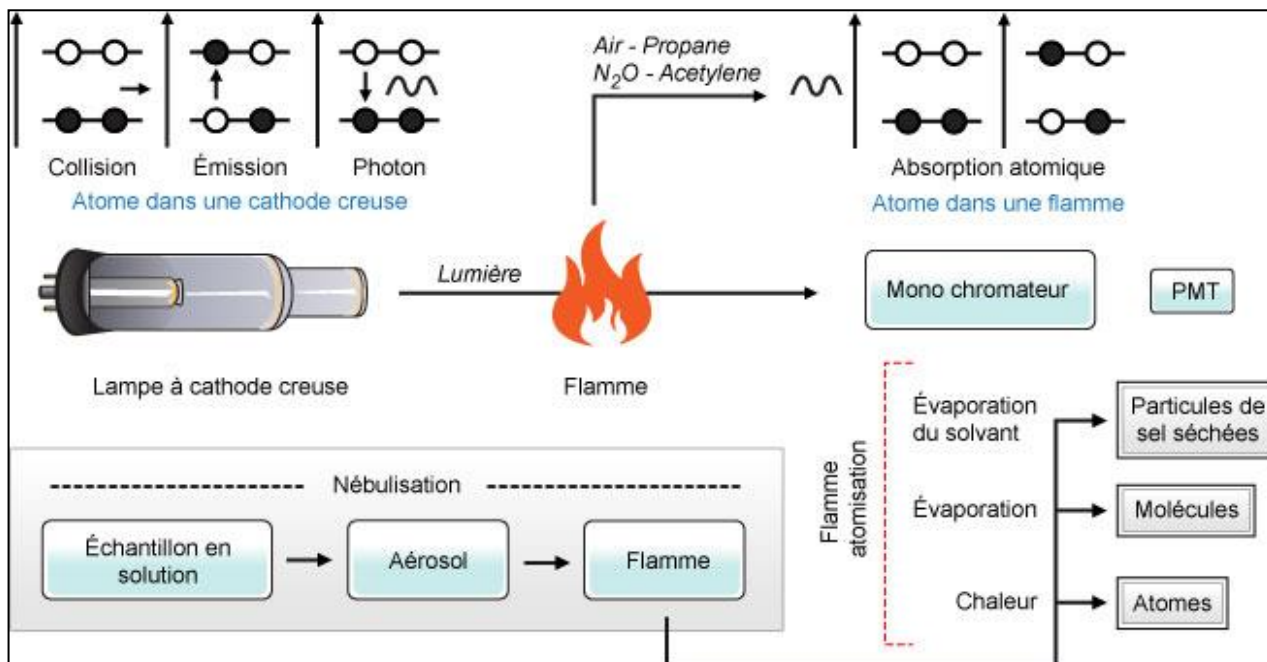 Air - Propane
N2O - Acetylene
Collision
Émission
Photon
Absorption atomique
Atome dans une cathode creuse
Atome dans une flamme
Lumière
Mono chromateur
PMT
Lampe à cathode creuse
Flamme
Flamme
atomisation
Évaporation
du solvant
Particules de
sel séchées
Évaporation
Molécules
Chaleur
Atomes
Nébulisation
Échantillon en
solution
Aérosol
Flamme